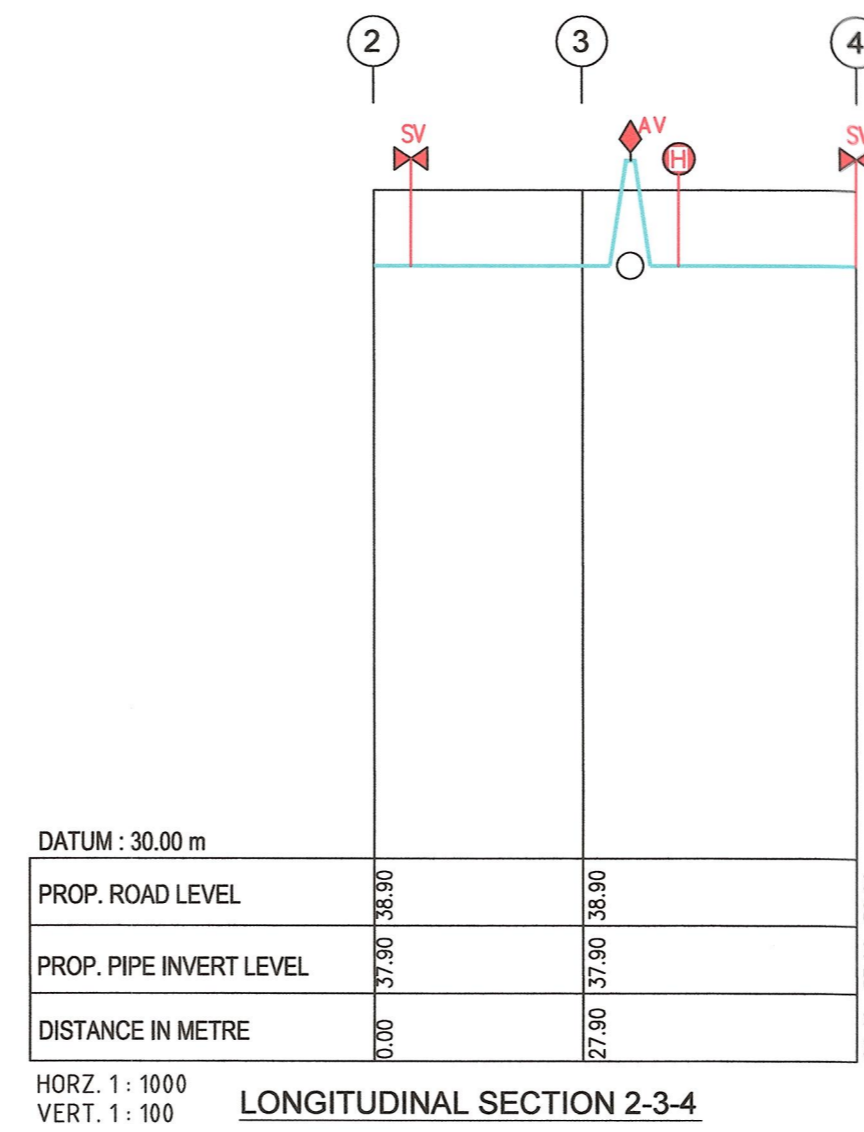 2 3 4
SV AV H SV
DATUM : 30.00 m
PROP. ROAD LEVEL 38.90 38.90
PROP. PIPE INVERT LEVEL 37.90 37.90
DISTANCE IN METRE 0.00 27.90
HORZ. 1 : 1000
VERT. 1 : 100
LONGITUDINAL SECTION 2-3-4